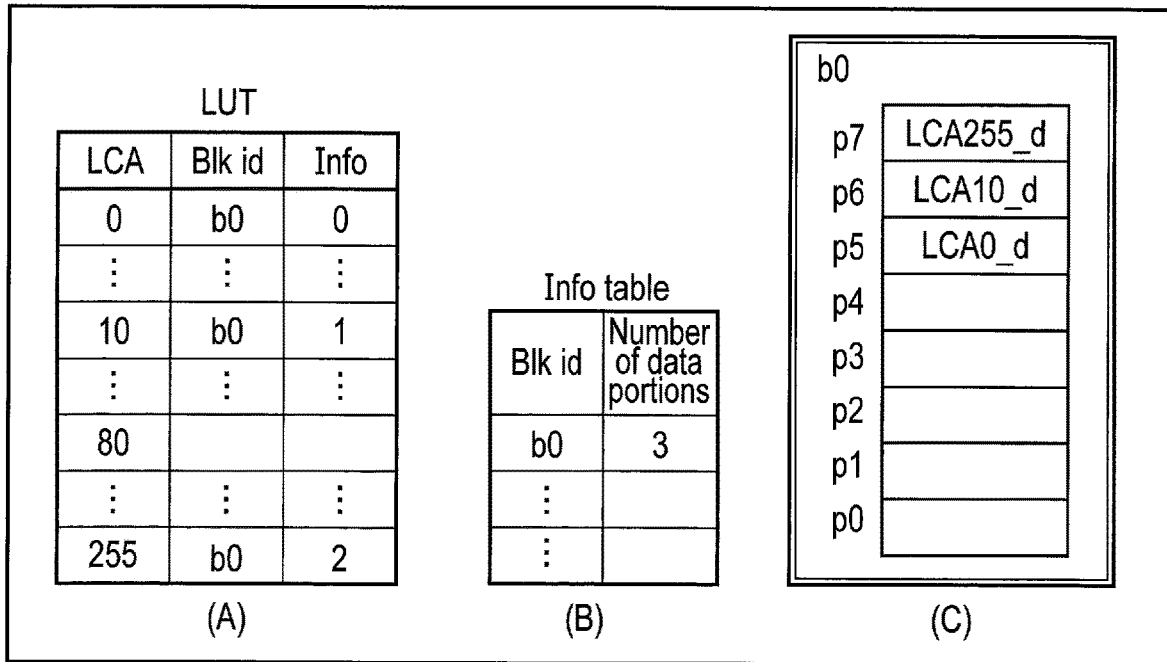 LUT
LCA Blk id Info
0 b0 0
⋮ ⋮ ⋮
10 b0 1
⋮ ⋮ ⋮
80
⋮ ⋮ ⋮
255 b0 2
(A)
Info table
Blk id Number of data portions
b0 3
⋮
⋮
(B)
b0
p7 LCA255_d
p6 LCA10_d
p5 LCA0_d
p4
p3
p2
p1
p0
(C)